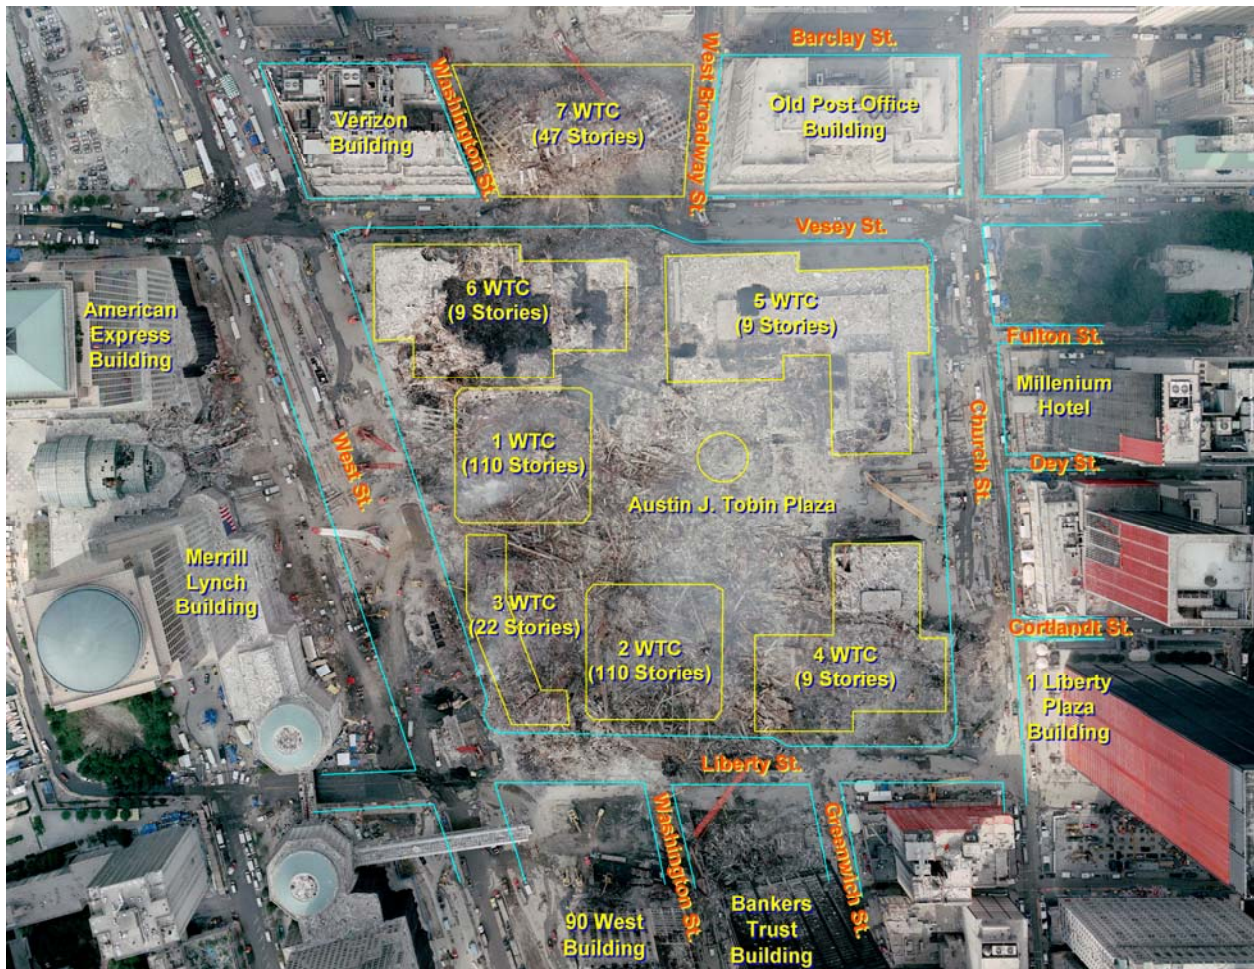 Barclay St.
Washington St.
West Broadway St.
Verizon
Building
7 WTC
(47 Stories)
Old Post Office
Building
Vesey St.
American
Express
Building
6 WTC
(9 Stories)
5 WTC
(9 Stories)
Fulton St.
Millenium
Hotel
West St.
1 WTC
(110 Stories)
Church St.
Dey St.
Austin J. Tobin Plaza
Merrill
Lynch
Building
3 WTC
(22 Stories)
2 WTC
(110 Stories)
4 WTC
(9 Stories)
Cortlandt St.
1 Liberty
Plaza
Building
Liberty St.
Washington St.
Greenwich St.
90 West
Building
Bankers
Trust
Building